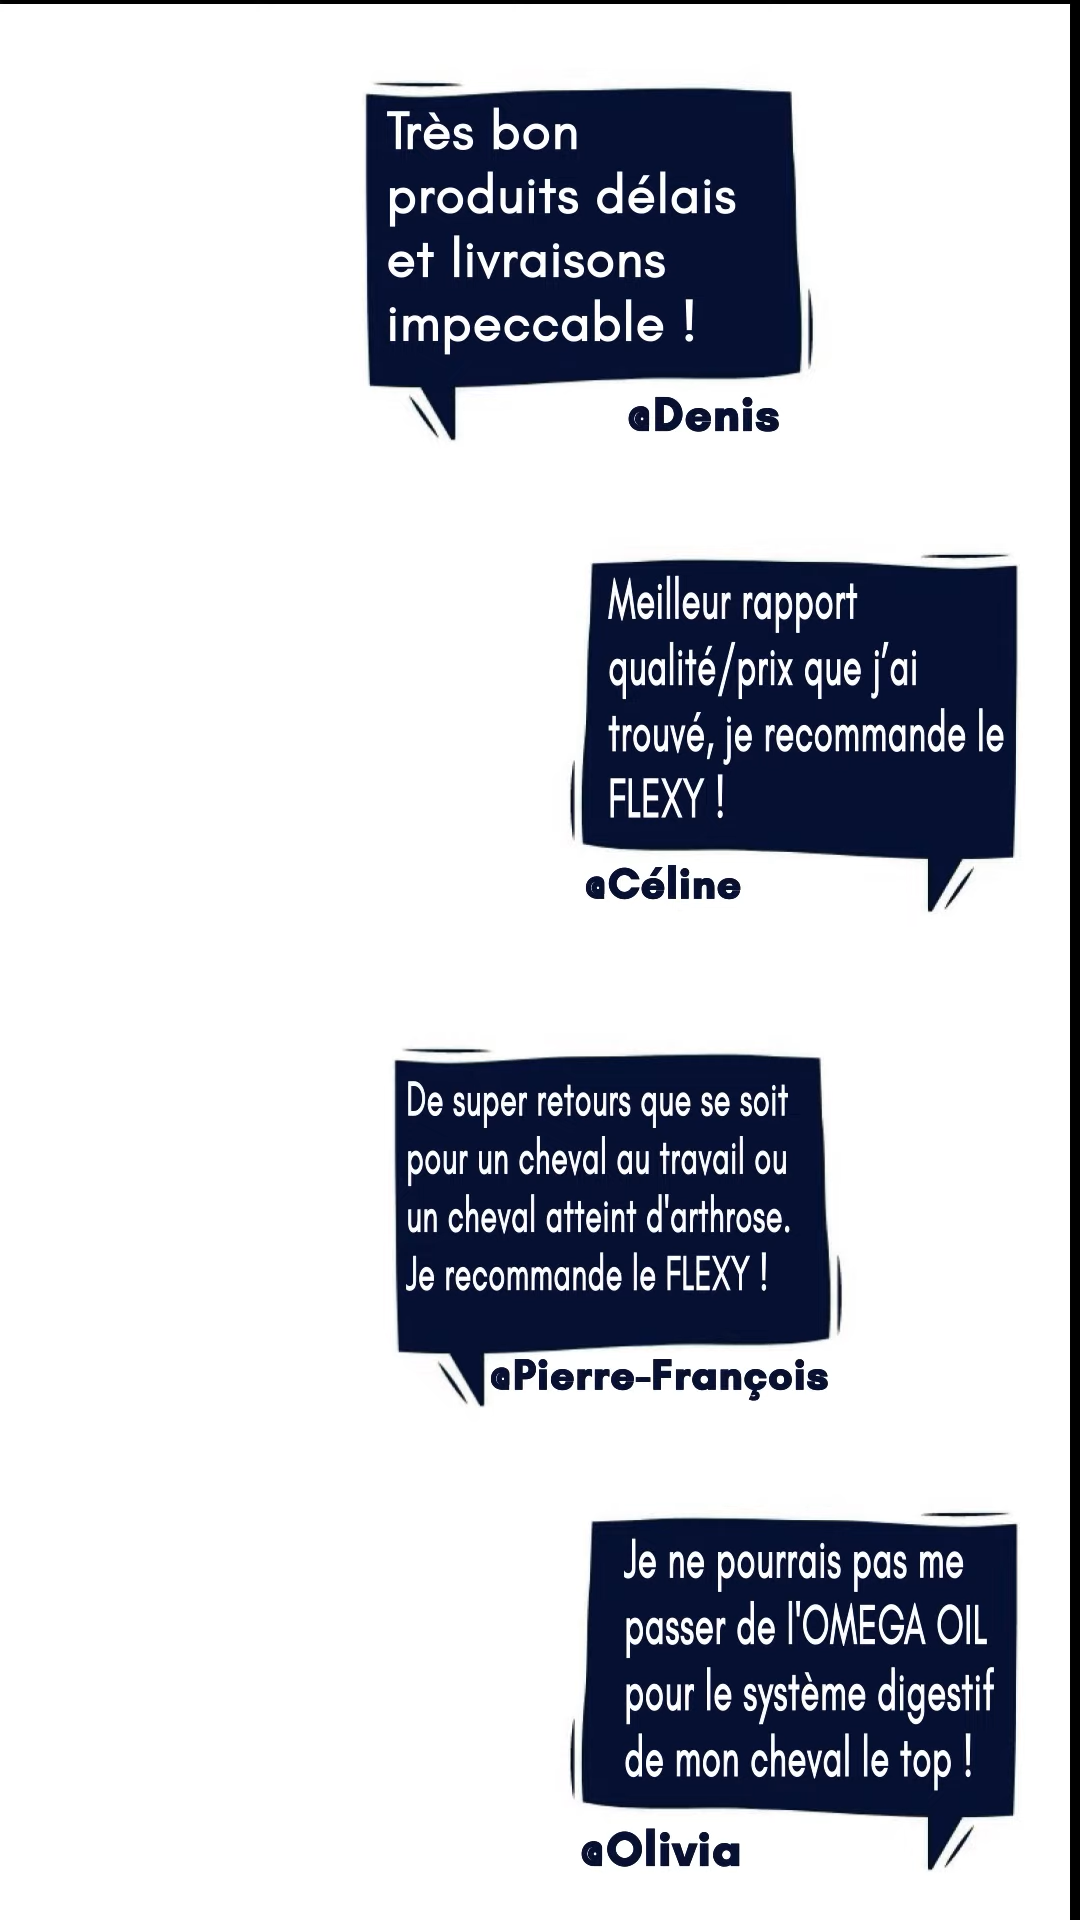 Très bon
produits délais
et livraisons
impeccable !
@Denis
Meilleur rapport
qualité/prix que j’ai
trouvé, je recommande le
FLEXY !
@Céline
De super retours que se soit
pour un cheval au travail ou
un cheval atteint d'arthrose.
Je recommande le FLEXY !
@Pierre-François
Je ne pourrais pas me
passer de l'OMEGA OIL
pour le système digestif
de mon cheval le top !
@Olivia